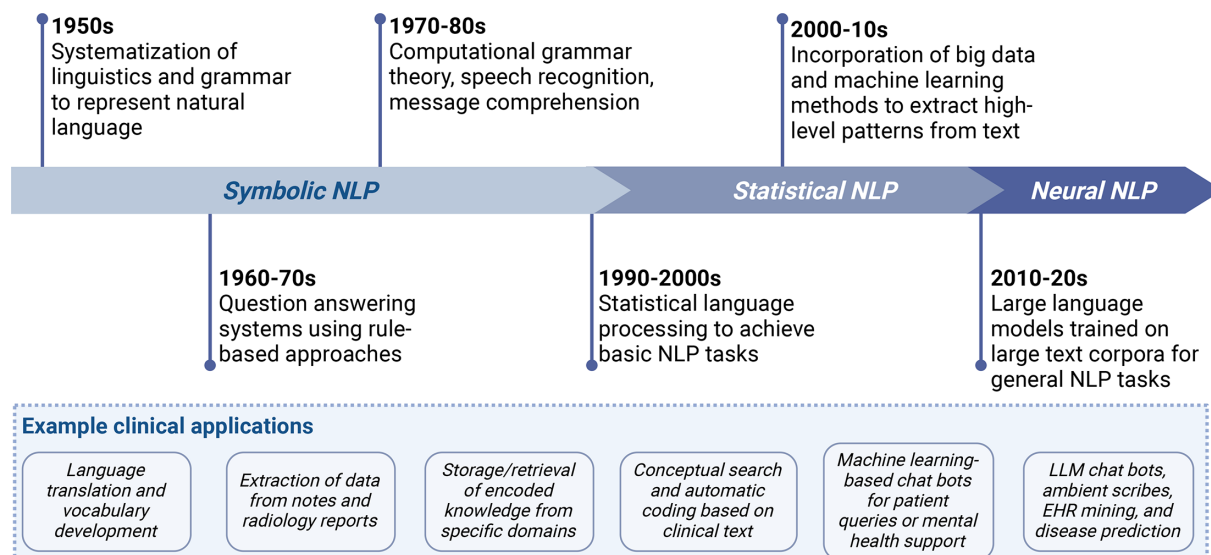 1950s
Systematization of
linguistics and grammar
to represent natural
language
1970-80s
Computational grammar
theory, speech recognition,
message comprehension
2000-10s
Incorporation of big data
and machine learning
methods to extract high-
level patterns from text
Symbolic NLP
Statistical NLP
Neural NLP
1960-70s
Question answering
systems using rule-
based approaches
1990-2000s
Statistical language
processing to achieve
basic NLP tasks
2010-20s
Large language
models trained on
large text corpora for
general NLP tasks
Example clinical applications
Language
translation and
vocabulary
development
Extraction of data
from notes and
radiology reports
Storage/retrieval
of encoded
knowledge from
specific domains
Conceptual search
and automatic
coding based on
clinical text
Machine learning-
based chat bots
for patient
queries or mental
health support
LLM chat bots,
ambient scribes,
EHR mining, and
disease prediction